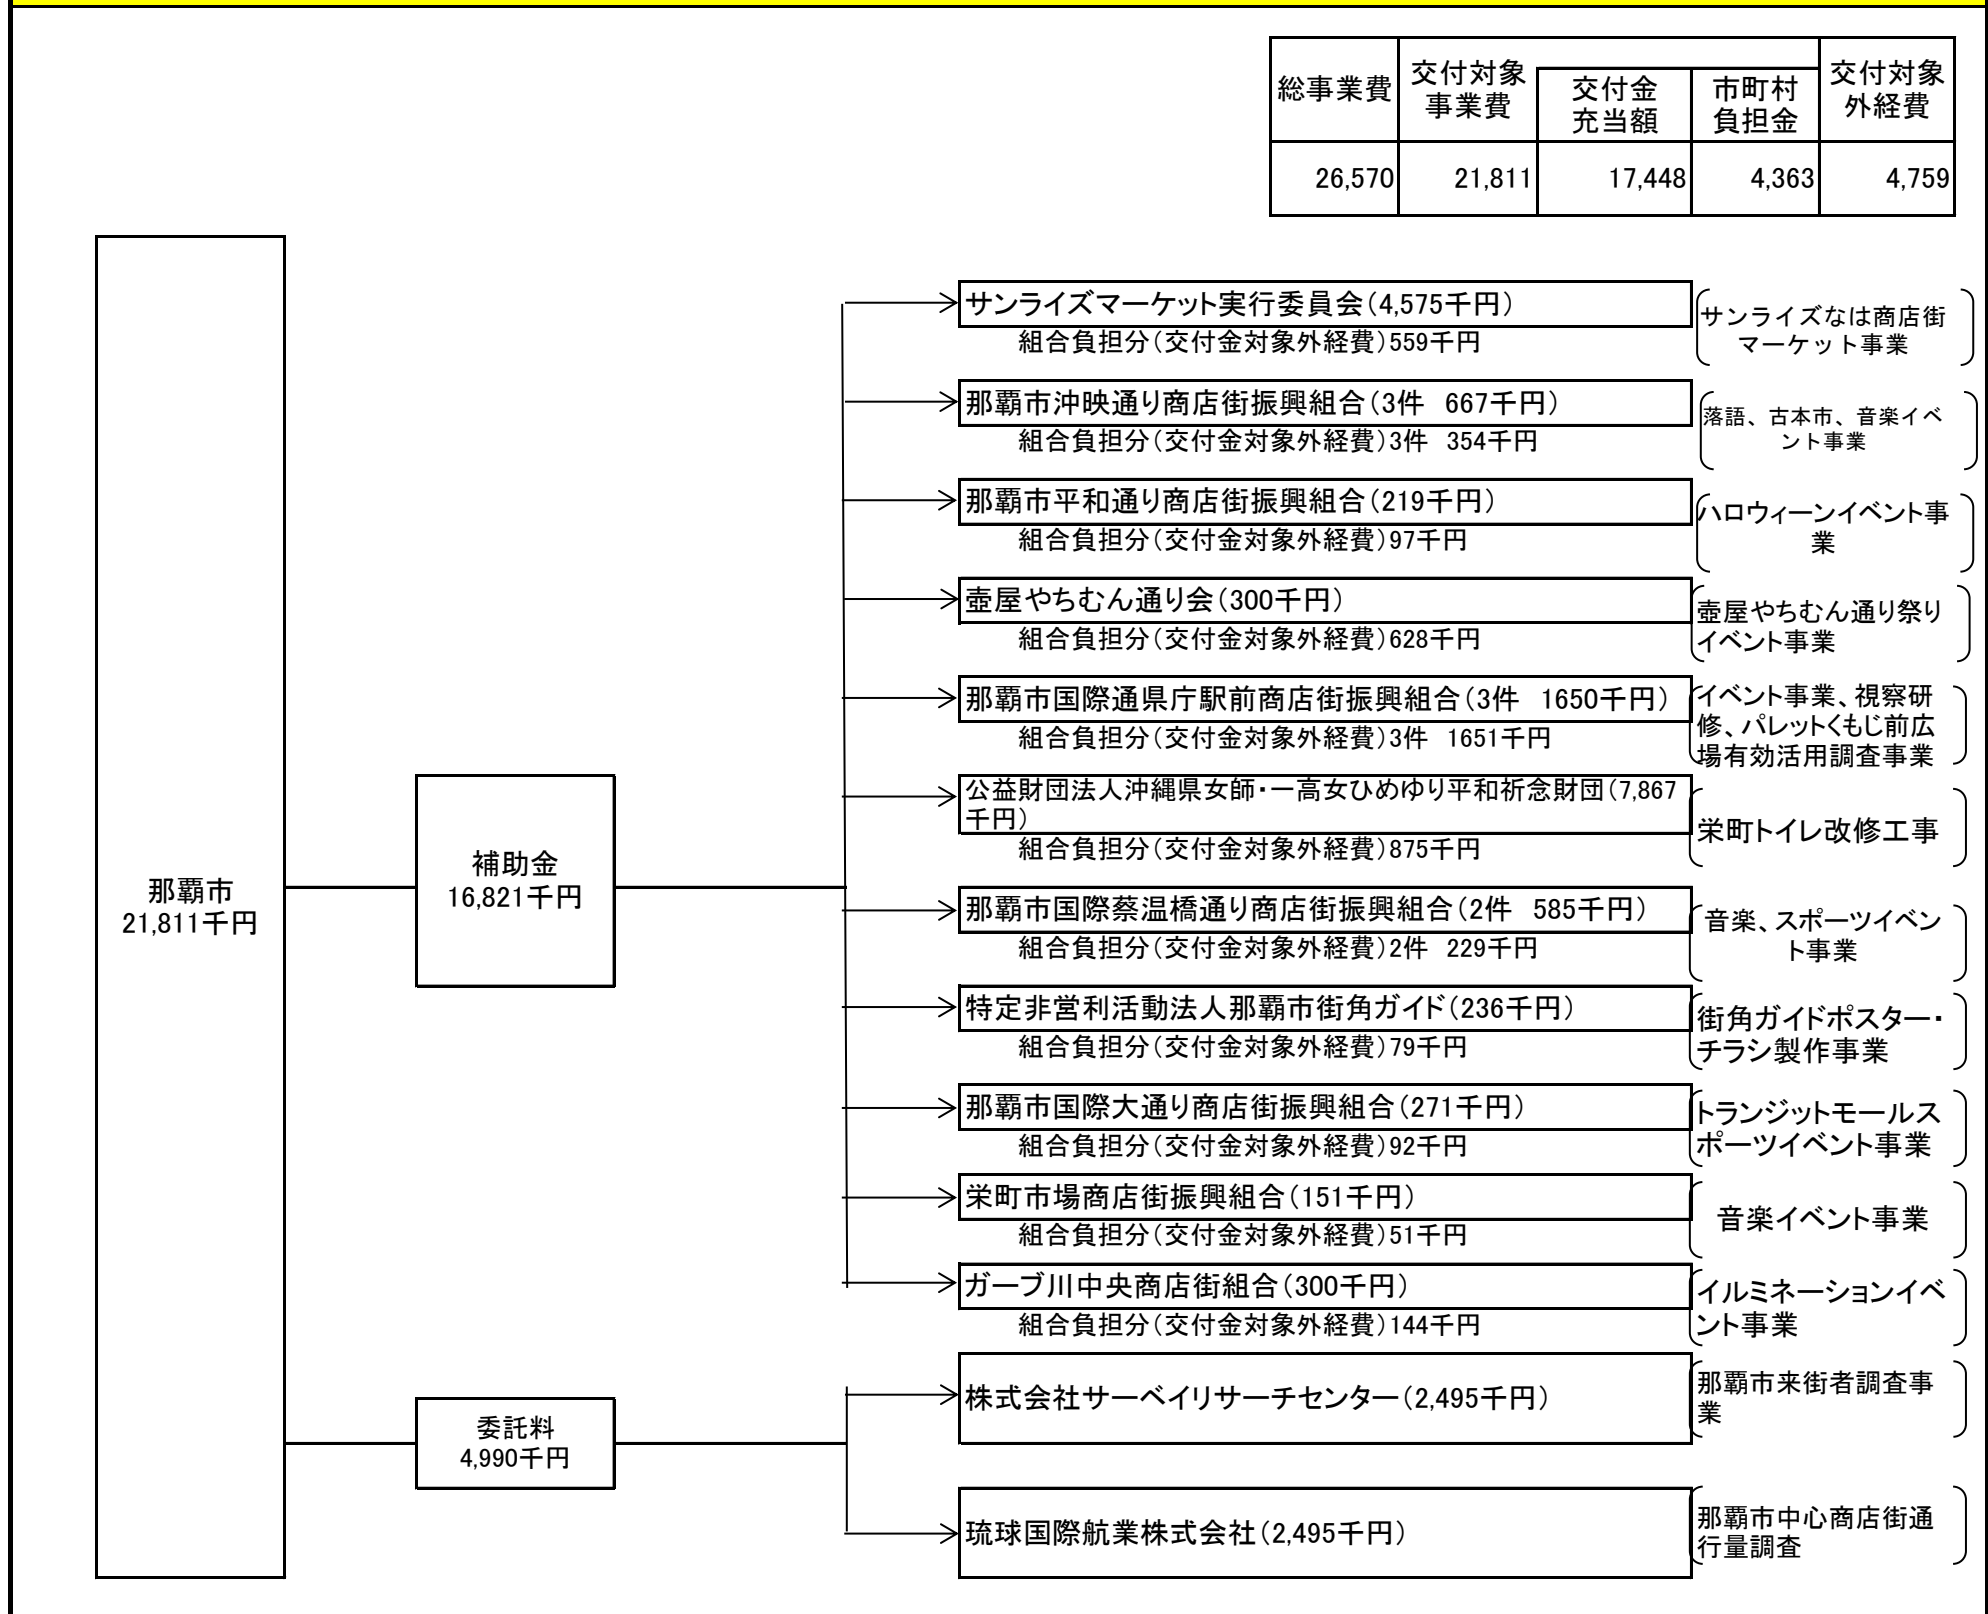 総事業費
交付対象
事業費
交付金
充当額
市町村
負担金
交付対象
外経費
26,570
21,811
17,448
4,363
4,759
那覇市
21,811千円
補助金
16,821千円
サンライズマーケット実行委員会(4,575千円)
組合負担分(交付金対象外経費)559千円
サンライズなは商店街
マーケット事業
那覇市沖映通り商店街振興組合(3件 667千円)
組合負担分(交付金対象外経費)3件 354千円
落語、古本市、音楽イベ
ント事業
那覇市平和通り商店街振興組合(219千円)
組合負担分(交付金対象外経費)97千円
ハロウィーンイベント事
業
壺屋やちむん通り会(300千円)
組合負担分(交付金対象外経費)628千円
壺屋やちむん通り祭り
イベント事業
那覇市国際通県庁駅前商店街振興組合(3件 1650千円)
組合負担分(交付金対象外経費)3件 1651千円
イベント事業、視察研
修、パレットくもじ前広
場有効活用調査事業
公益財団法人沖縄県女師・一高女ひめゆり平和祈念財団(7,867
千円)
組合負担分(交付金対象外経費)875千円
栄町トイレ改修工事
那覇市国際蔡温橋通り商店街振興組合(2件 585千円)
組合負担分(交付金対象外経費)2件 229千円
音楽、スポーツイベン
ト事業
特定非営利活動法人那覇市街角ガイド(236千円)
組合負担分(交付金対象外経費)79千円
街角ガイドポスター・
チラシ製作事業
那覇市国際大通り商店街振興組合(271千円)
組合負担分(交付金対象外経費)92千円
トランジットモールス
ポーツイベント事業
栄町市場商店街振興組合(151千円)
組合負担分(交付金対象外経費)51千円
音楽イベント事業
ガーブ川中央商店街組合(300千円)
組合負担分(交付金対象外経費)144千円
イルミネーションイベ
ント事業
委託料
4,990千円
株式会社サーベイリサーチセンター(2,495千円)
那覇市来街者調査事
業
琉球国際航業株式会社(2,495千円)
那覇市中心商店街通
行量調査